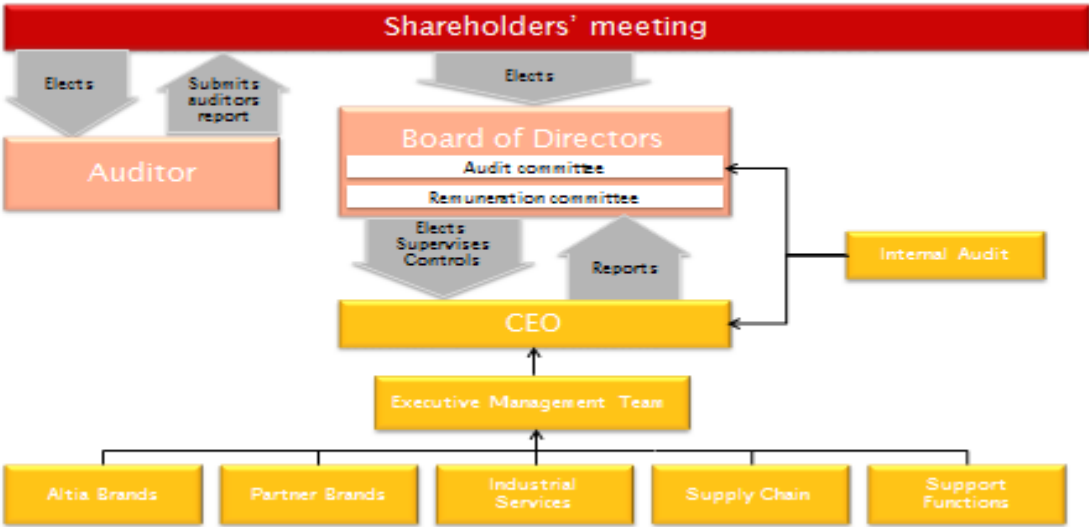 Shareholders' meeting
Elects
Submits
auditors
report
Elects
Auditor
Board of Directors
Audit committee
Remuneration committee
Elects
Supervises
Controls
Reports
Internal Audit
CEO
Executive Management Team
Altia Brands
Partner Brands
Industrial
Services
Supply Chain
Support
Functions